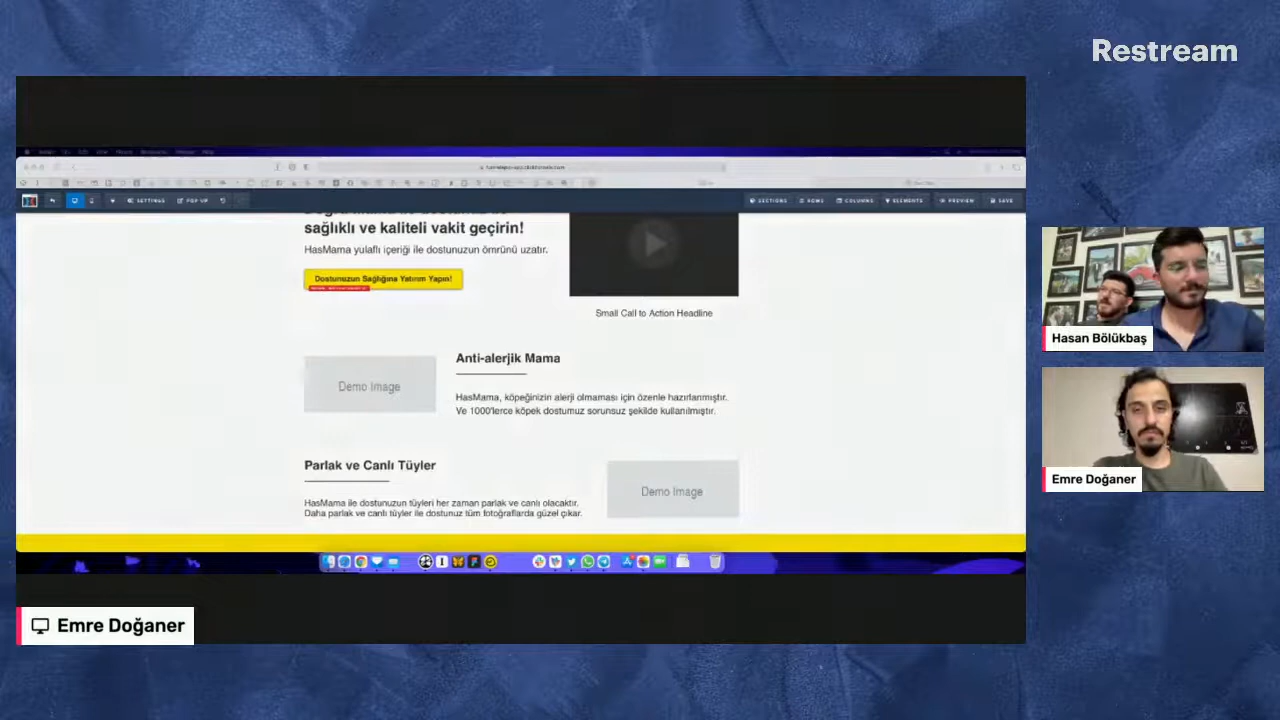 Restream
SETTINGS
POP UP
SECTIONS
ROWS
COLUMNS
ELEMENTS
PREVIEW
SAVE
sağlıklı ve kaliteli vakit geçirin!
HasMama yulaflı içeriği ile dostunuzun ömrünü uzatır.
Dostunuzun Sağlığına Yatırım Yapın!
Small Call to Action Headline
Demo Image
Anti-alerjik Mama
HasMama, köpeğinizin alerji olmaması için özenle hazırlanmıştır.
Ve 1000'lerce köpek dostumuz sorunsuz şekilde kullanılmıştır.
Parlak ve Canlı Tüyler
HasMama ile dostunuzun tüyleri her zaman parlak ve canlı olacaktır.
Daha parlak ve canlı tüyler ile dostunuz tüm fotoğraflarda güzel çıkar.
Demo Image
Hasan Bölükbaş
Emre Doğaner
Emre Doğaner